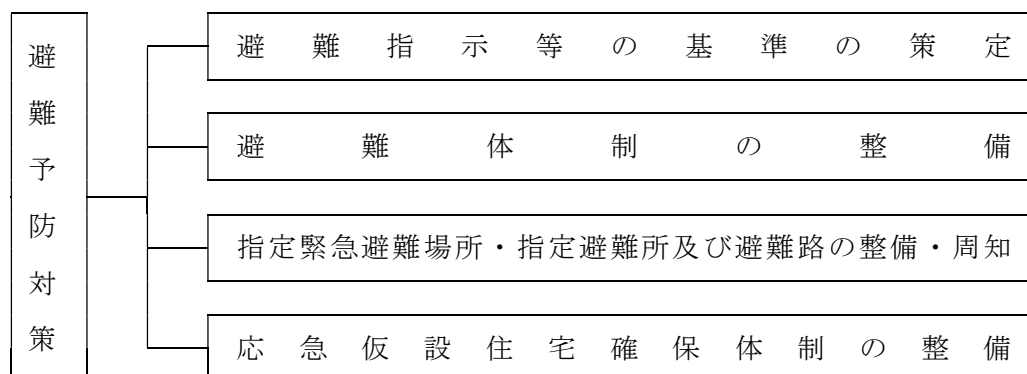 避難予防対策
避難指示等の基準の策定
避難体制の整備
指定緊急避難場所・指定避難所及び避難路の整備・周知
応急仮設住宅確保体制の整備